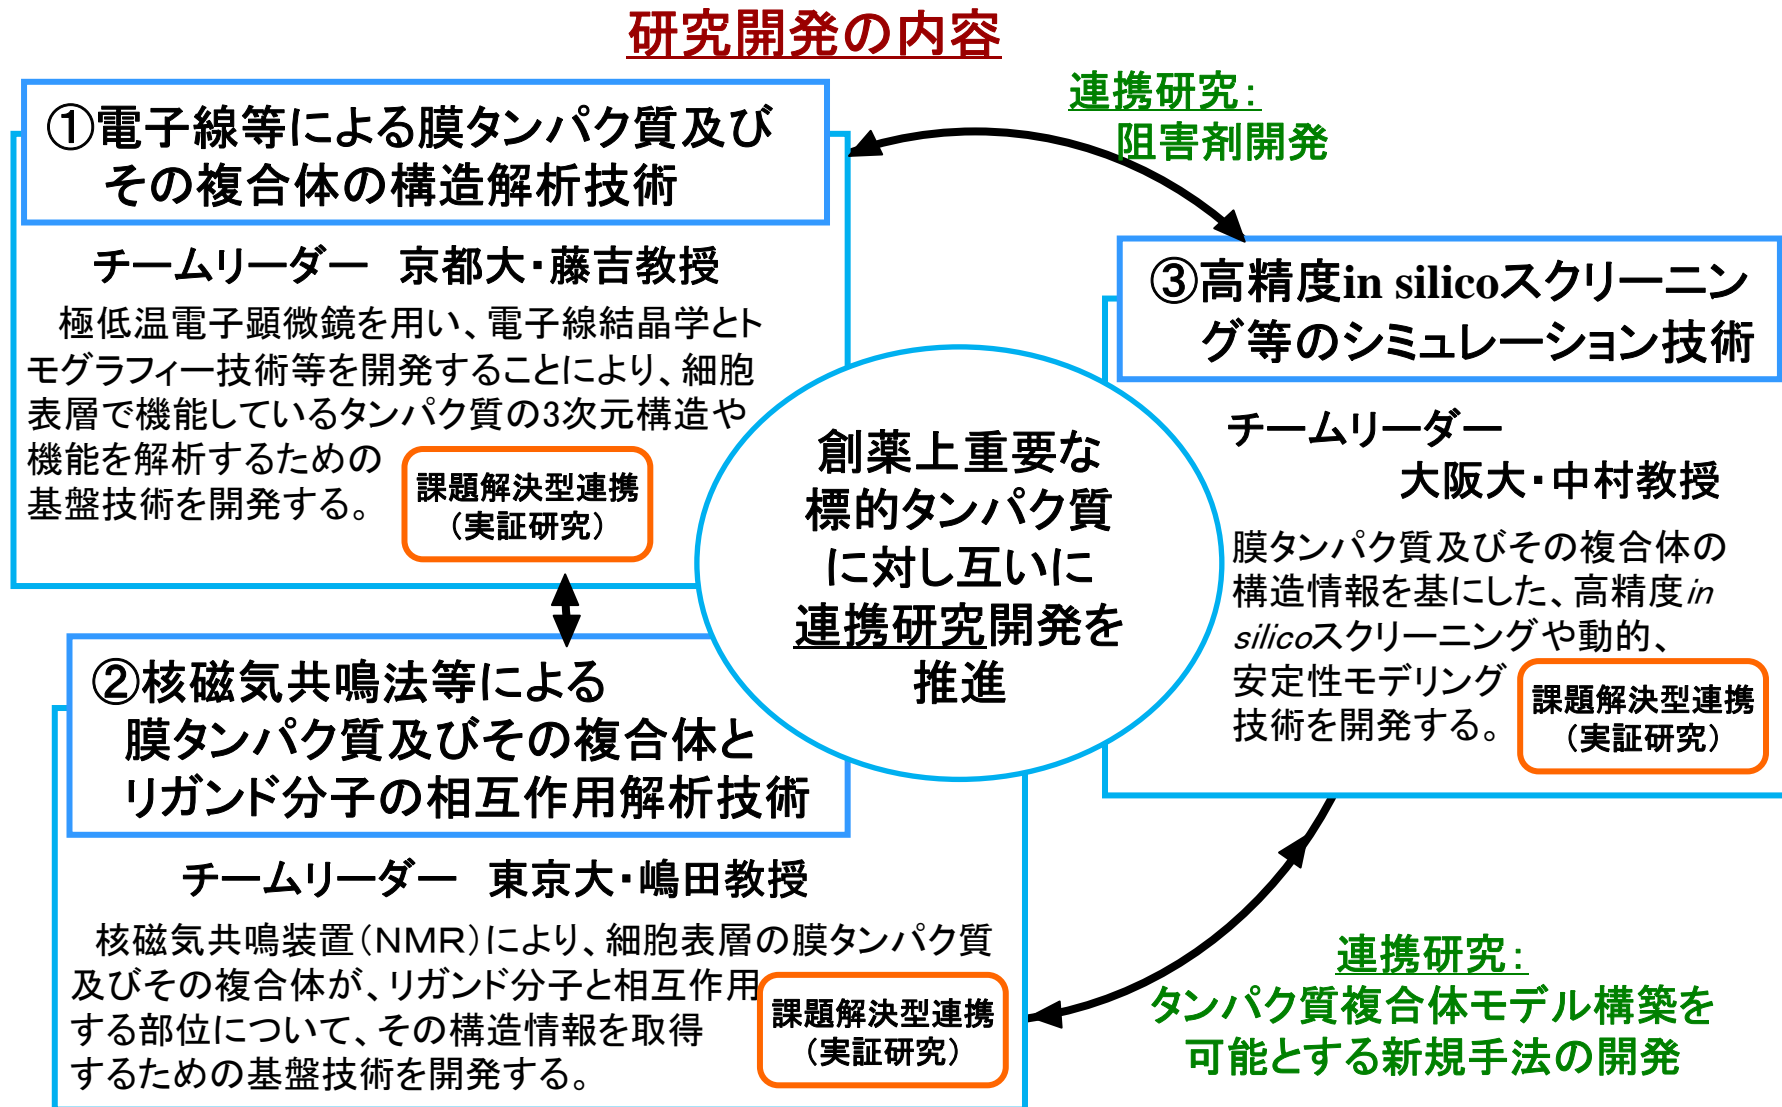 研究開発の内容
①電子線等による膜タンパク質及び
その複合体の構造解析技術
チームリーダー　京都大・藤吉教授
極低温電子顕微鏡を用い、電子線結晶学とト
モグラフィー技術等を開発することにより、細胞
表層で機能しているタンパク質の3次元構造や
機能を解析するための
基盤技術を開発する。
課題解決型連携
（実証研究）
②核磁気共鳴法等による
膜タンパク質及びその複合体と
リガンド分子の相互作用解析技術
チームリーダー　東京大・嶋田教授
核磁気共鳴装置（NMR）により、細胞表層の膜タンパク質
及びその複合体が、リガンド分子と相互作用
する部位について、その構造情報を取得
するための基盤技術を開発する。
課題解決型連携
（実証研究）
創薬上重要な
標的タンパク質
に対し互いに
連携研究開発を
推進
連携研究：
阻害剤開発
③高精度in silicoスクリーニン
グ等のシミュレーション技術
チームリーダー
大阪大・中村教授
膜タンパク質及びその複合体の
構造情報を基にした、高精度in
silicoスクリーニングや動的、
安定性モデリング
技術を開発する。
課題解決型連携
（実証研究）
連携研究：
タンパク質複合体モデル構築を
可能とする新規手法の開発